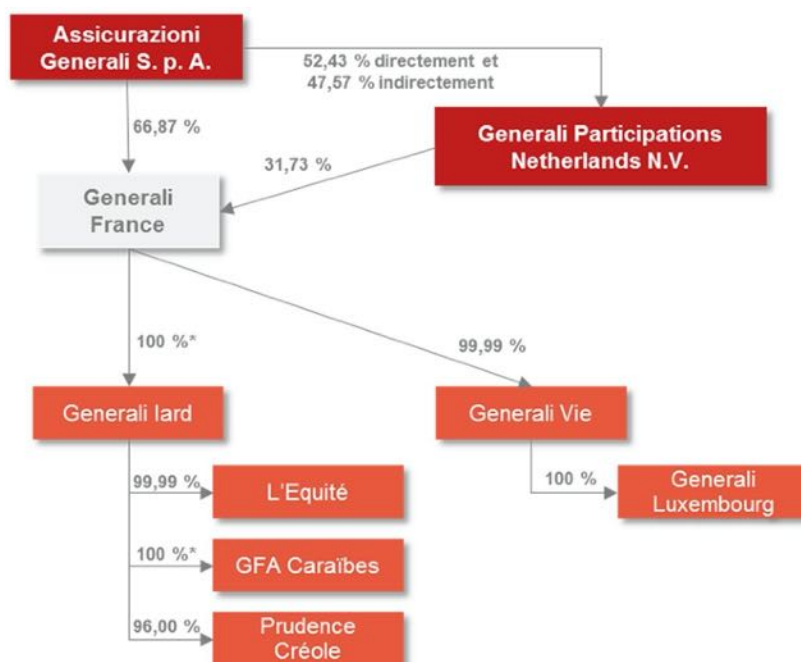 Assicurazioni
Generali S. p. A.
52,43 % directement et
47,57 % indirectement
66,87 %
Generali Participations
Netherlands N.V.
31,73 %
Generali
France
100 %*
99,99 %
Generali Iard
Generali Vie
99,99 %
L'Equité
100 %
Generali
Luxembourg
100 %*
GFA Caraïbes
96,00 %
Prudence
Créole